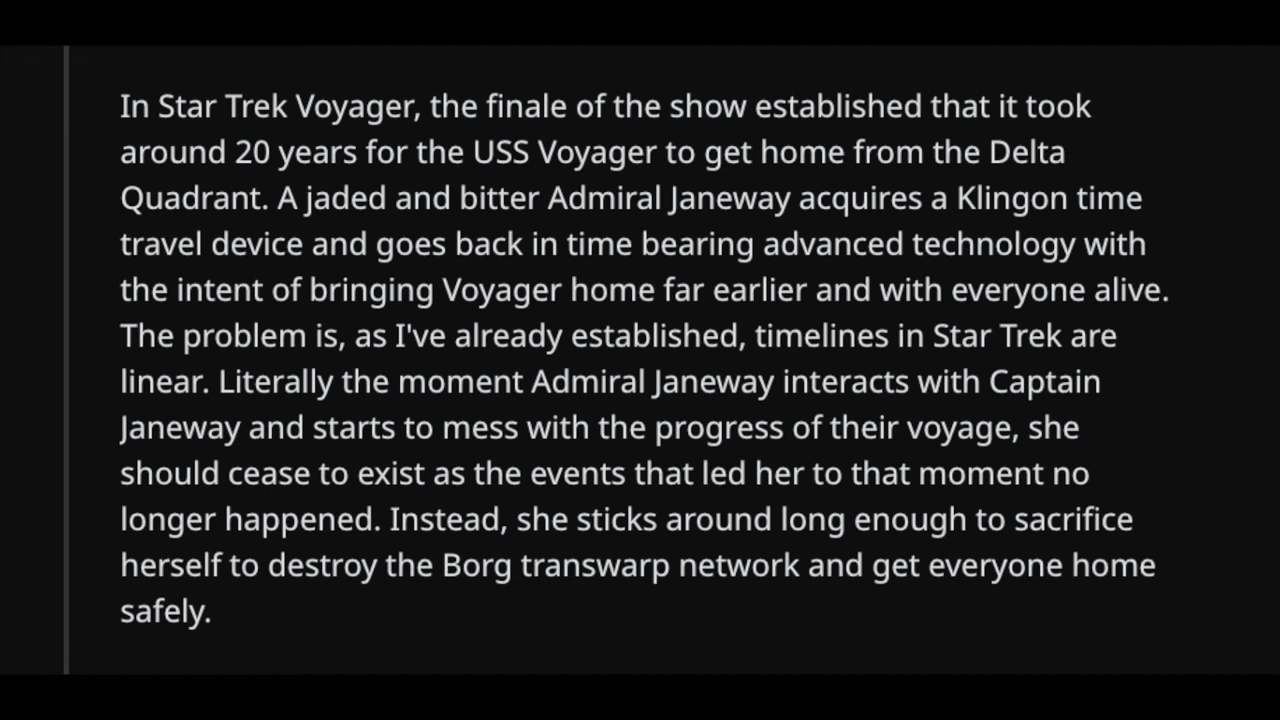 In Star Trek Voyager, the finale of the show established that it took
around 20 years for the USS Voyager to get home from the Delta
Quadrant. A jaded and bitter Admiral Janeway acquires a Klingon time
travel device and goes back in time bearing advanced technology with
the intent of bringing Voyager home far earlier and with everyone alive.
The problem is, as I've already established, timelines in Star Trek are
linear. Literally the moment Admiral Janeway interacts with Captain
Janeway and starts to mess with the progress of their voyage, she
should cease to exist as the events that led her to that moment no
longer happened. Instead, she sticks around long enough to sacrifice
herself to destroy the Borg transwarp network and get everyone home
safely.